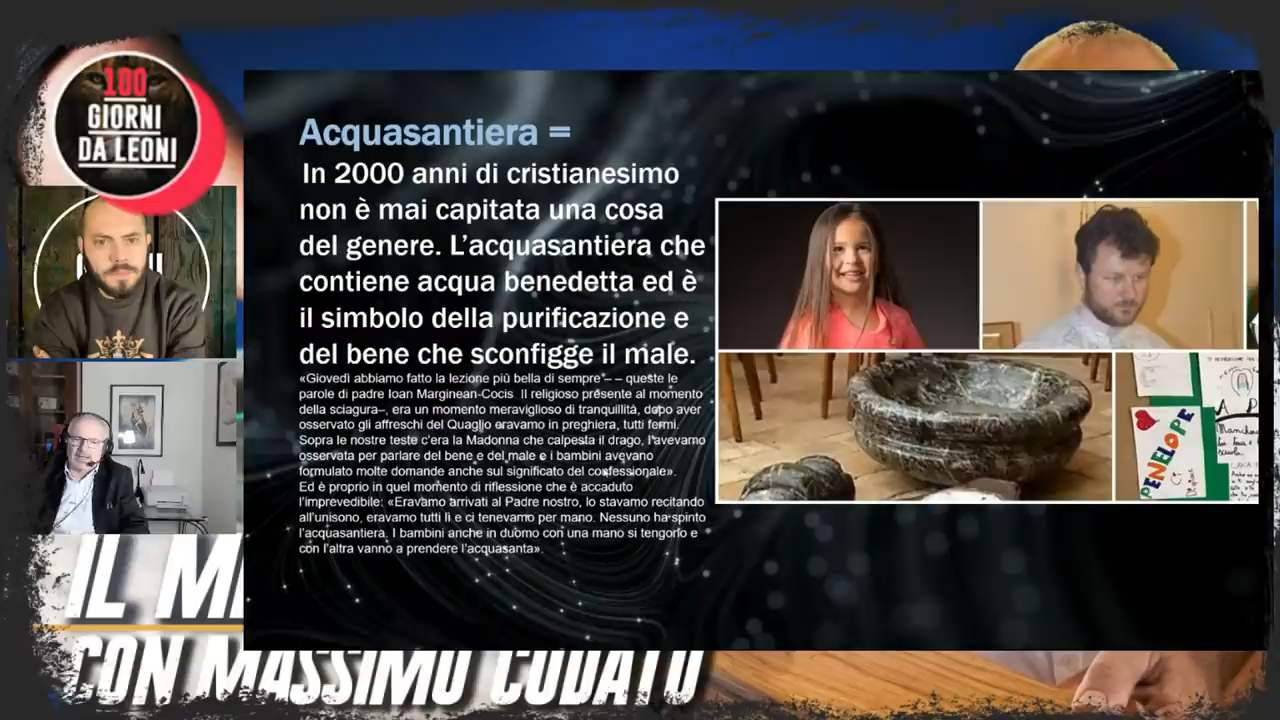 100
GIORNI
DA LEONI
Acquasantiera =
In 2000 anni di cristianesimo
non è mai capitata una cosa
del genere. L'acquasantiera che
contiene acqua benedetta ed è
il simbolo della purificazione e
del bene che sconfigge il male.
«Giovedì abbiamo fatto la lezione più bella di sempre – – queste le
parole di padre Ioan Marginean-Cocis Il religioso presente al momento
della sciagura–, era un momento meraviglioso di tranquillità, dopo aver
osservato gli affreschi del Quaglio eravamo in preghiera, tutti fermi.
Sopra le nostre teste c'era la Madonna che calpesta il drago, l'avevamo
osservata per parlare del bene e del male e i bambini avevano
formulato molte domande anche sul significato del confessionale».
Ed è proprio in quel momento di riflessione che è accaduto
l'imprevedibile: «Eravamo arrivati al Padre nostro, lo stavamo recitando
all'unisono, eravamo tutti lì e ci tenevamo per mano. Nessuno ha spinto
l'acquasantiera. I bambini anche in duomo con una mano si tengono e
con l'altra vanno a prendere l'acquasanta».
PENELOPE
IL
CON MASSIMO CODATO